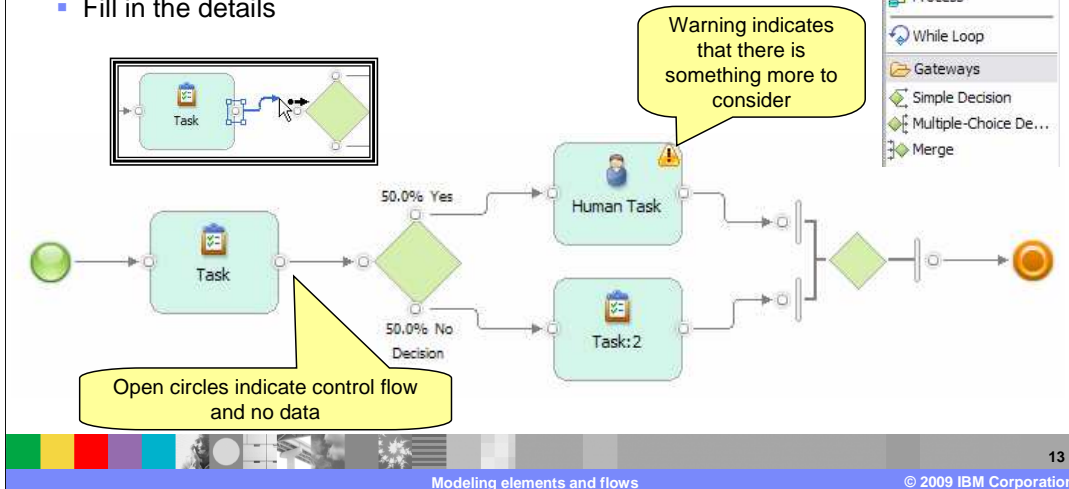 Fill in the details
Warning indicates
that there is
something more to
consider
While Loop
Gateways
Simple Decision
Multiple-Choice De...
Merge
Task
50.0% Yes
Human Task
Task
50.0% No
Decision
Task:2
Open circles indicate control flow
and no data
13
Modeling elements and flows
© 2009 IBM Corporation